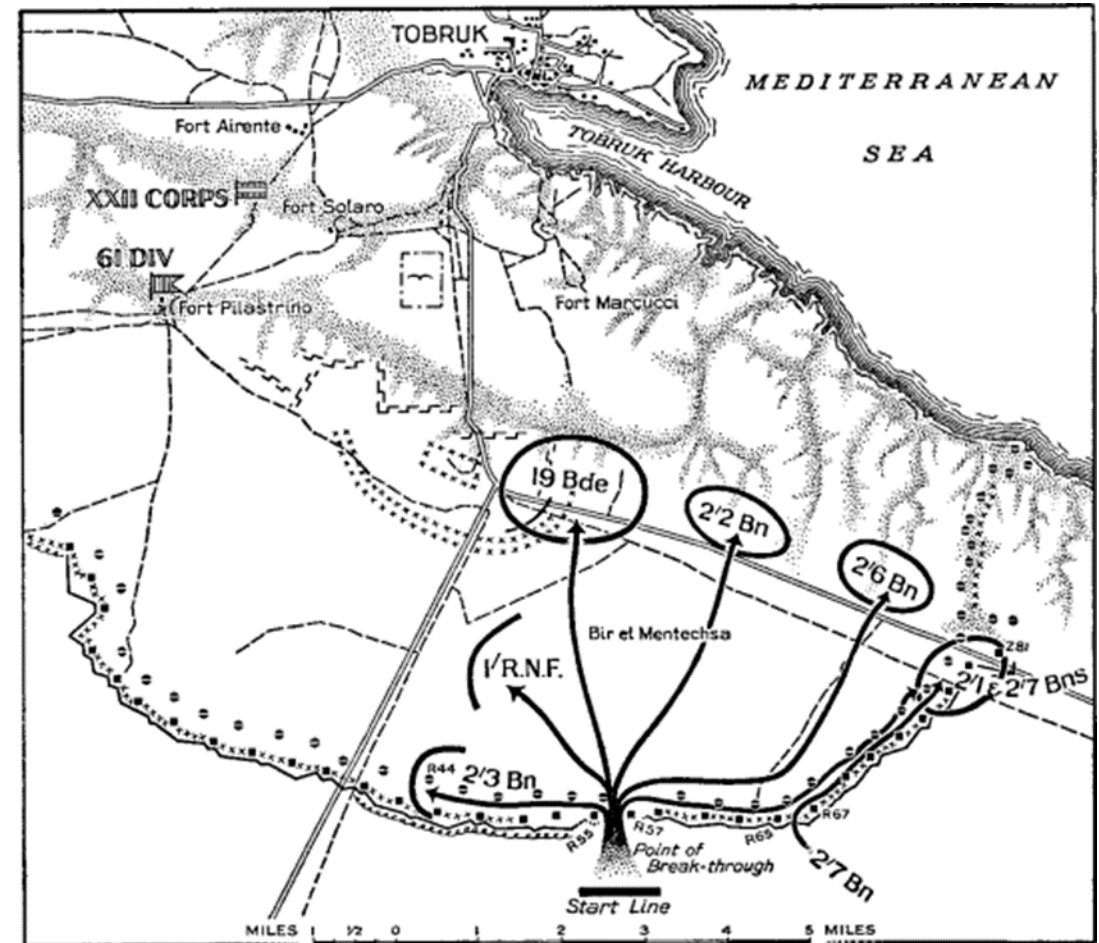 TOBRUK
MEDITERRANEAN
SEA
TOBRUK HARBOUR
Fort Airente
XXII CORPS
Fort Solaro
61 DIV
Fort Pilastrino
Fort Marcucci
19 Bde
2/2 Bn
2/6 Bn
Bir el Mentechsa
Z81
1/R.N.F.
2/1 & 2/7 Bns
R44
2/3 Bn
R55
R57
R65
R67
Point of
Break-through
2/7 Bn
Start Line
MILES 1 1/2 0 1 2 3 4 5 MILES